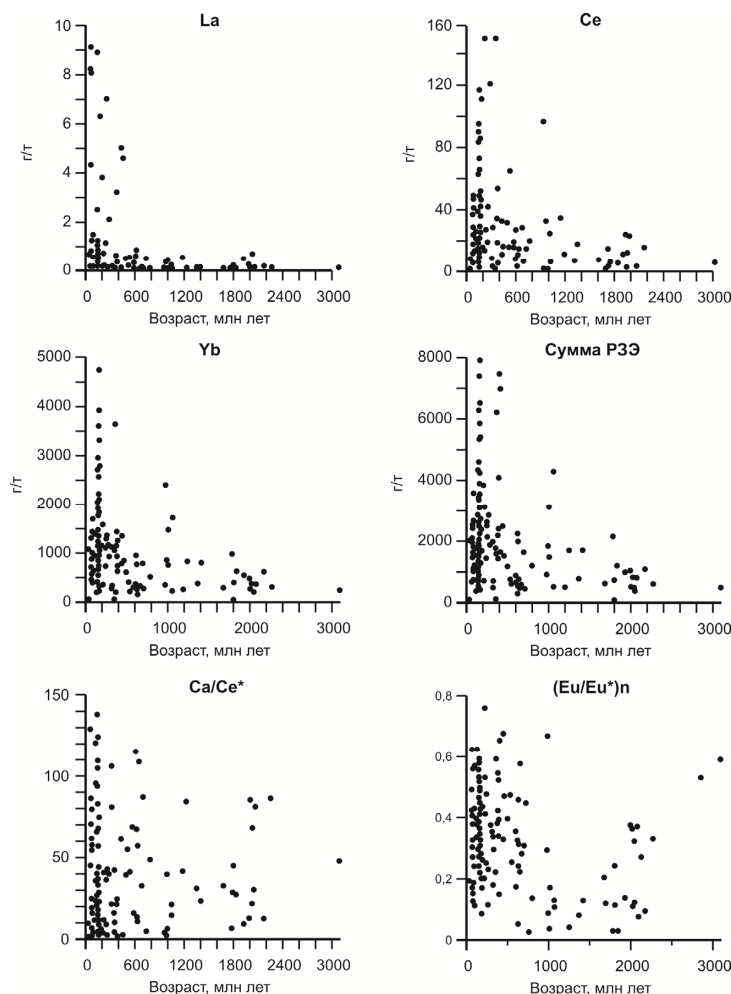 La
10
8
6
4
2
0
г/т
0 600 1200 1800 2400 3000
Возраст, млн лет
Ce
160
120
80
40
0
г/т
0 600 1200 1800 2400 3000
Возраст, млн лет
Yb
5000
4000
3000
2000
1000
0
г/т
0 1000 2000 3000
Возраст, млн лет
Сумма РЗЭ
8000
6000
4000
2000
0
г/т
0 1000 2000 3000
Возраст, млн лет
Ca/Ce*
150
100
50
0
0 600 1200 1800 2400 3000
Возраст, млн лет
(Eu/Eu*)n
0,8
0,6
0,4
0,2
0
0 1000 2000 3000
Возраст, млн лет